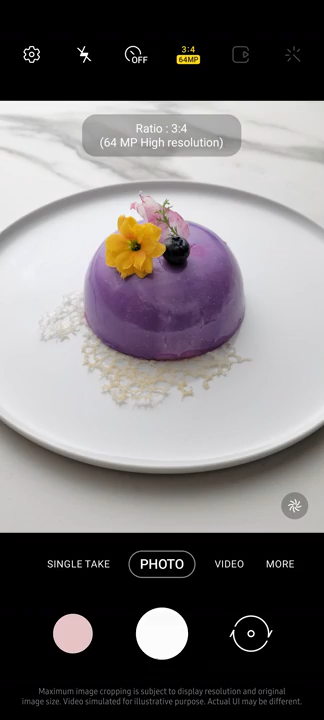 OFF
3:4
64MP
Ratio : 3:4
(64 MP High resolution)
SINGLE TAKE
PHOTO
VIDEO
MORE
Maximum image cropping is subject to display resolution and original
image size. Video simulated for illustrative purpose. Actual UI may be different.